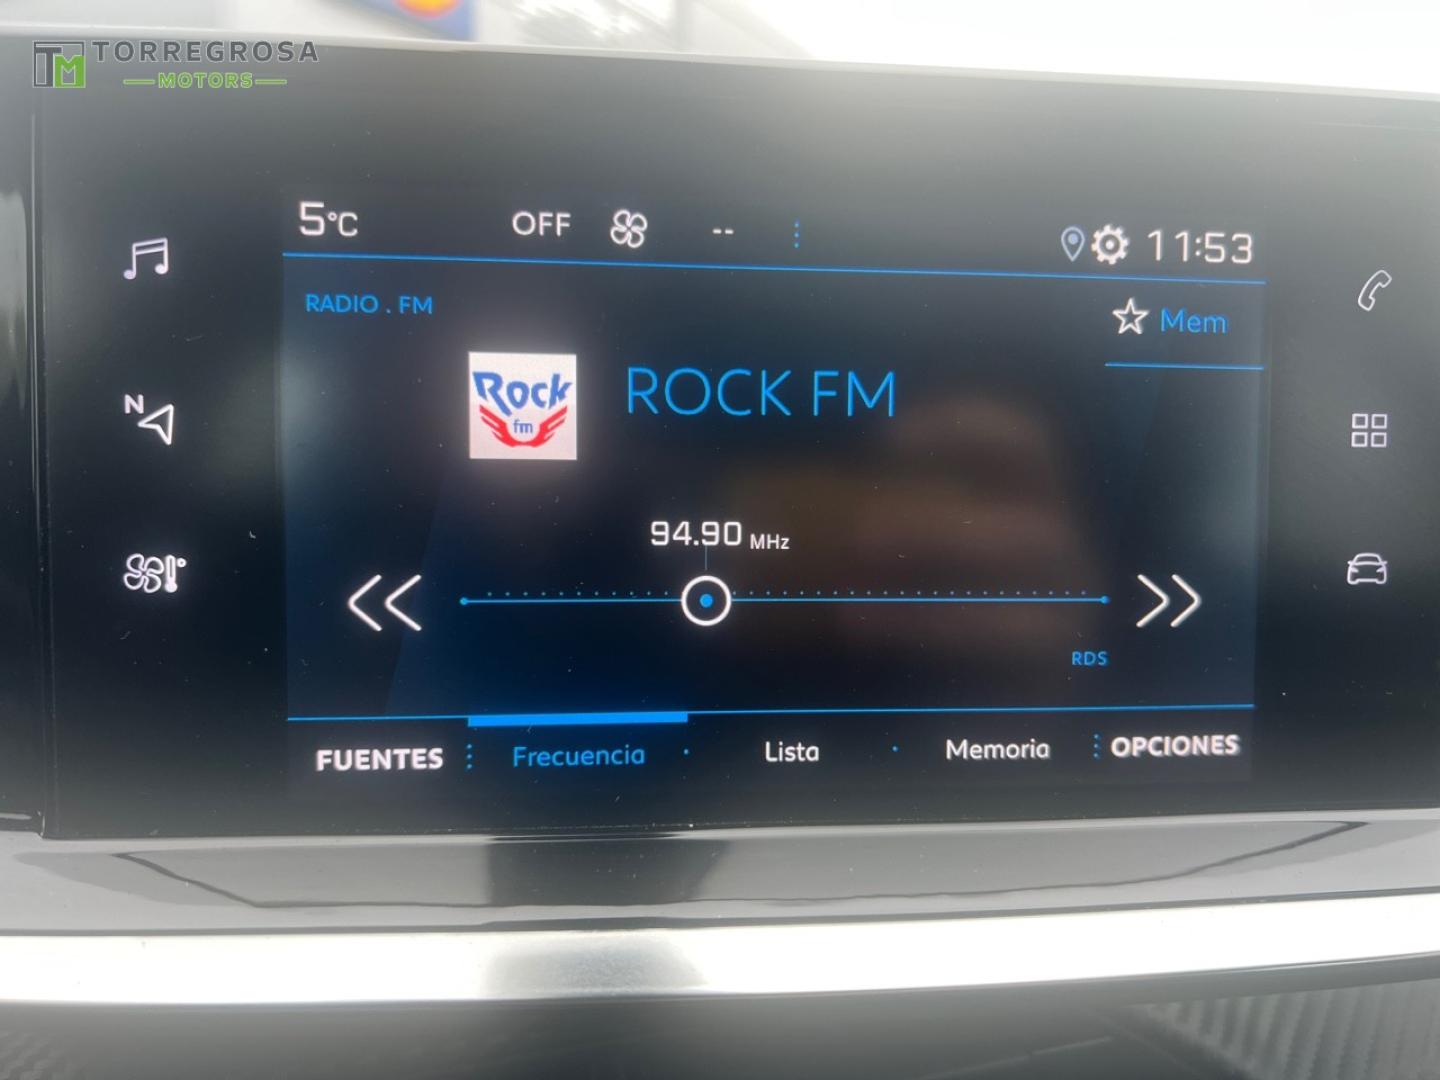 TORREGROSA
MOTORS
5°C OFF -- 11:53
RADIO . FM
Mem
Rock
fm
ROCK FM
N
94.90 MHz
RDS
FUENTES Frecuencia Lista Memoria OPCIONES